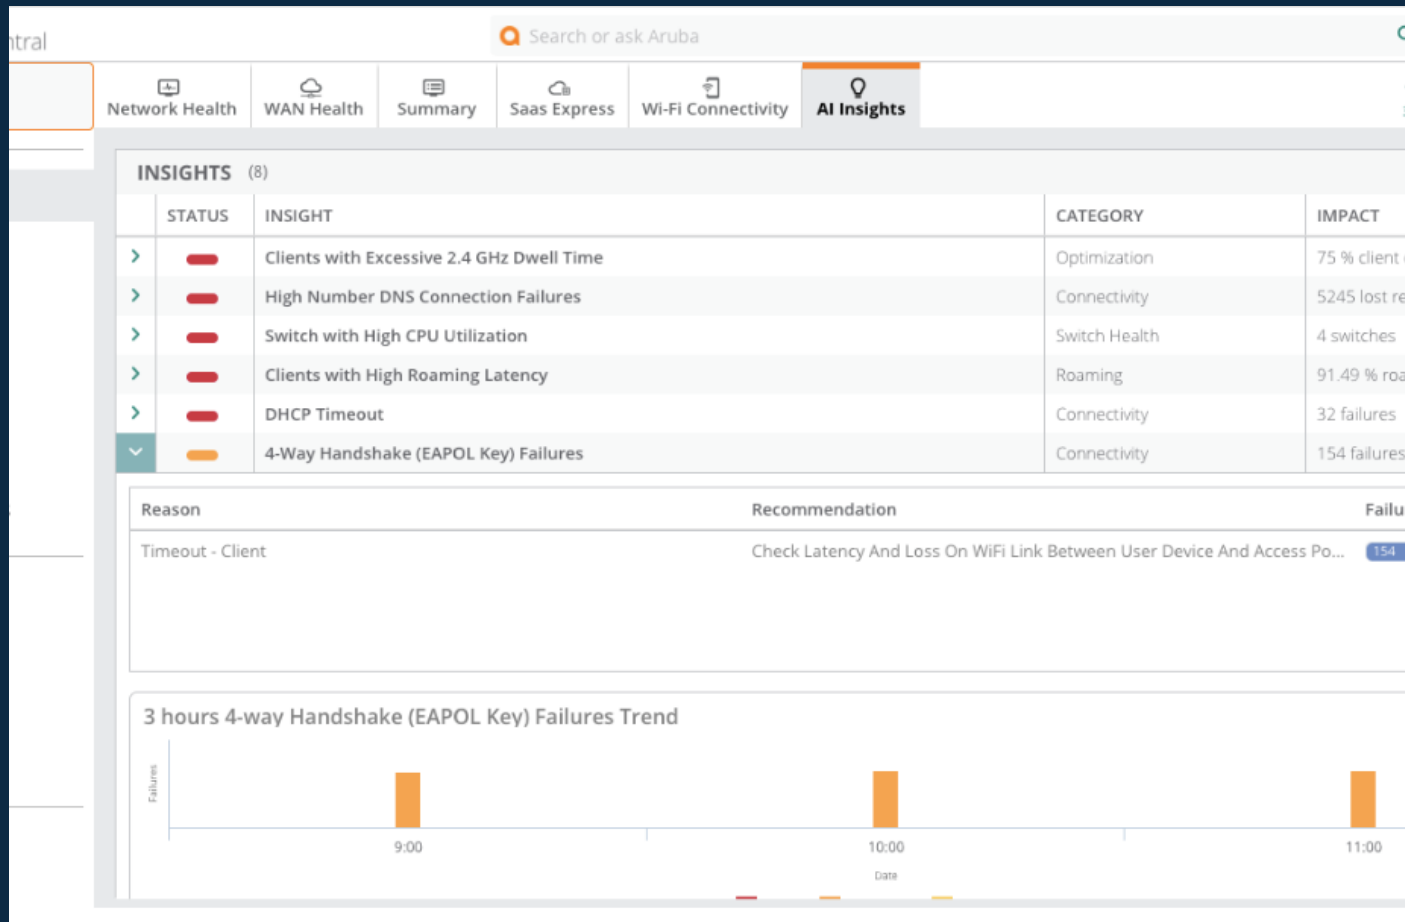 ntral
Search or ask Aruba
Network Health
WAN Health
Summary
Saas Express
Wi-Fi Connectivity
AI Insights
INSIGHTS (8)
STATUS INSIGHT CATEGORY IMPACT
Clients with Excessive 2.4 GHz Dwell Time Optimization 75 % client
High Number DNS Connection Failures Connectivity 5245 lost re
Switch with High CPU Utilization Switch Health 4 switches
Clients with High Roaming Latency Roaming 91.49 % roa
DHCP Timeout Connectivity 32 failures
4-Way Handshake (EAPOL Key) Failures Connectivity 154 failures
Reason Recommendation Failu
Timeout - Client Check Latency And Loss On WiFi Link Between User Device And Access Po... 154
3 hours 4-way Handshake (EAPOL Key) Failures Trend
Failures
9:00 10:00 11:00
Date